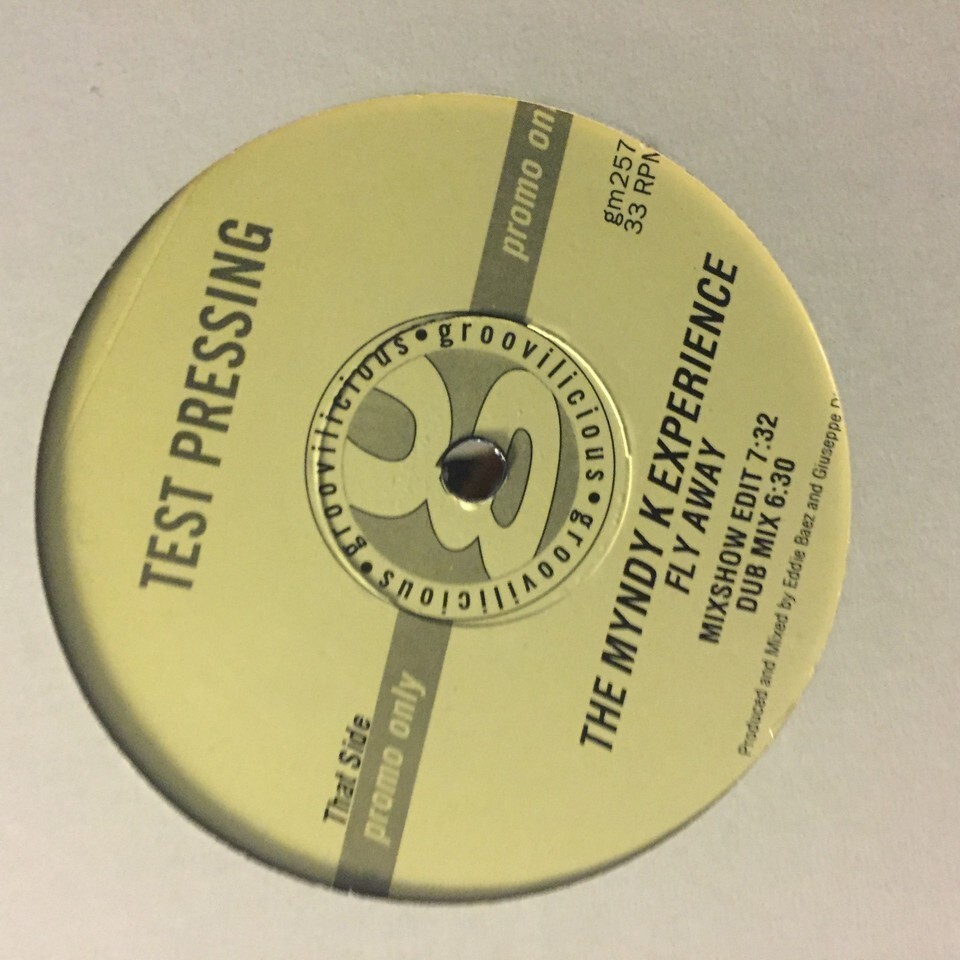 TEST PRESSING
That Side
promo only
promo
groovilicious • groovilicious • groovilicious •
gm257
33 RPM
THE MYNDY K EXPERIENCE
FLY AWAY
MIXSHOW EDIT 7:32
DUB MIX 6:30
Produced and Mixed by Eddie Baez and Giuseppe D